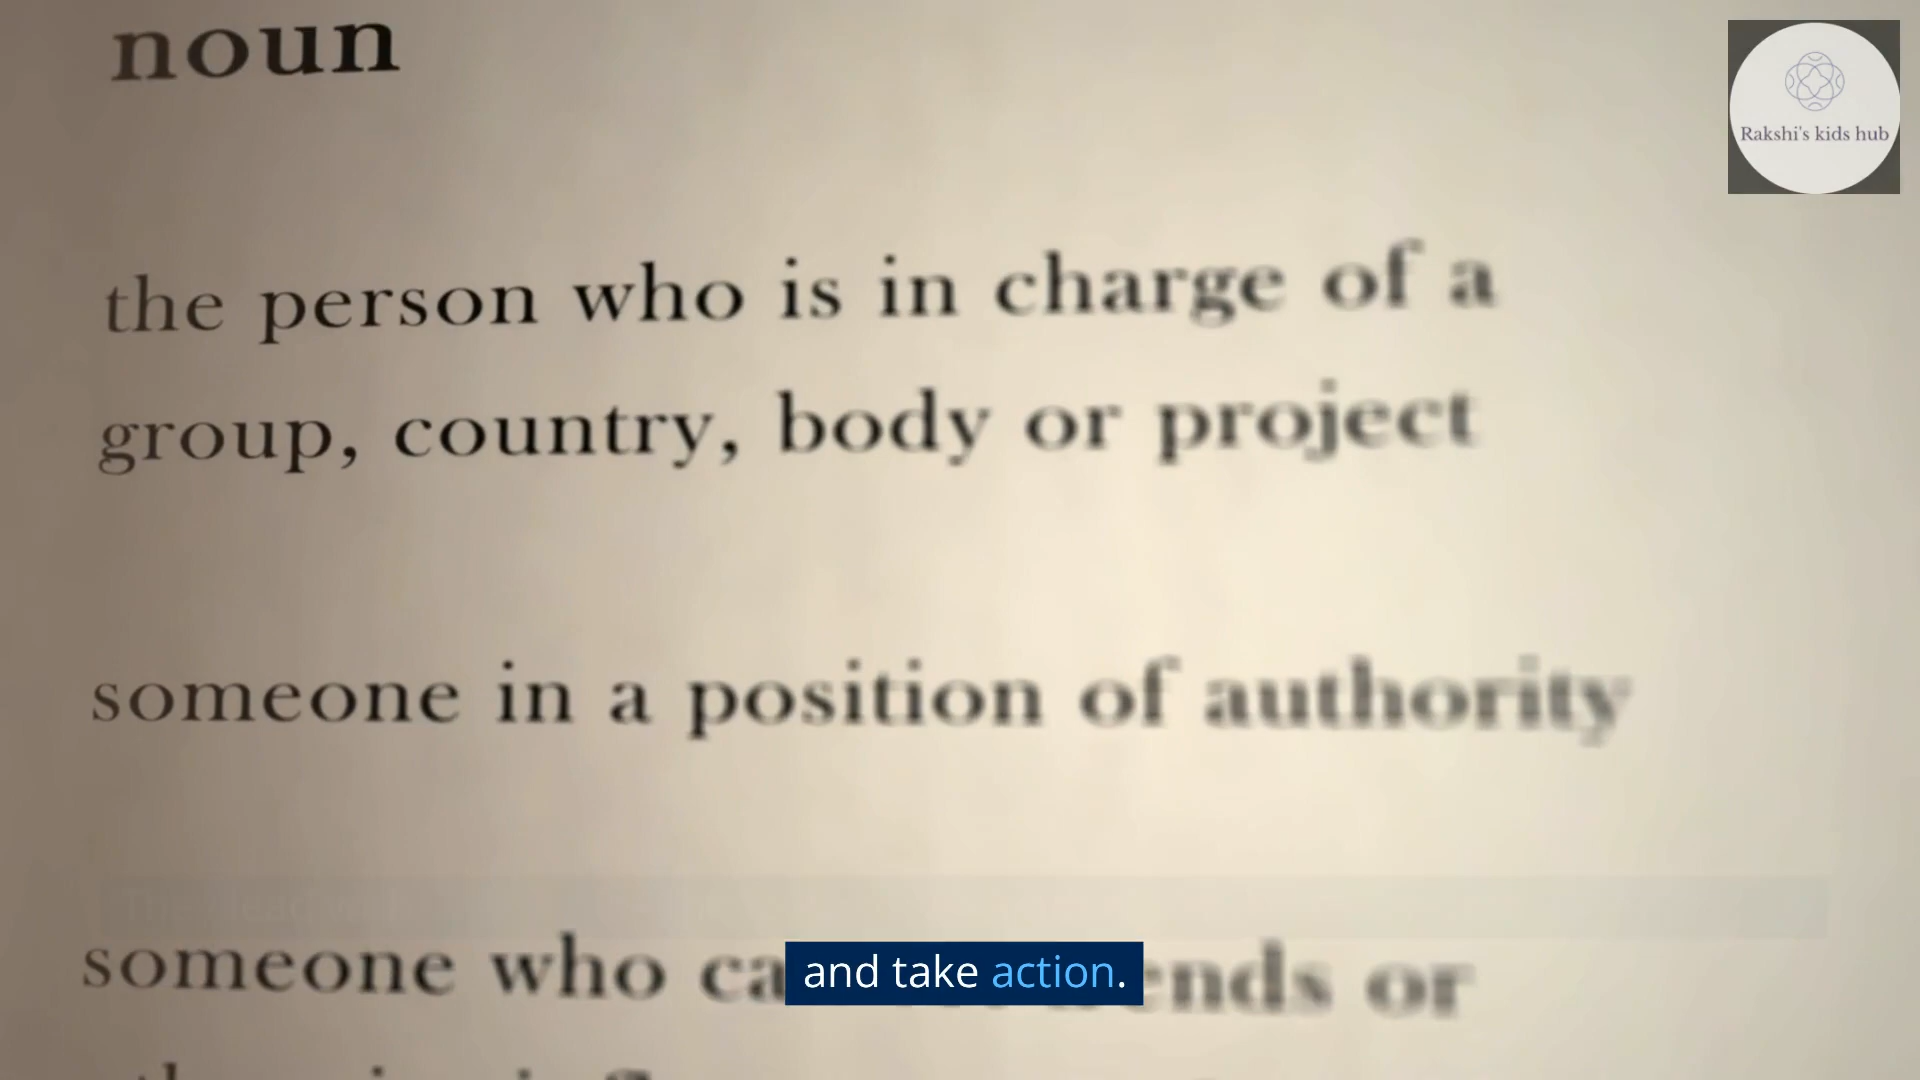 noun
Rakshi's kids hub
the person who is in charge of a
group, country, body or project
someone in a position of authority
someone who ca ends or
and take action.